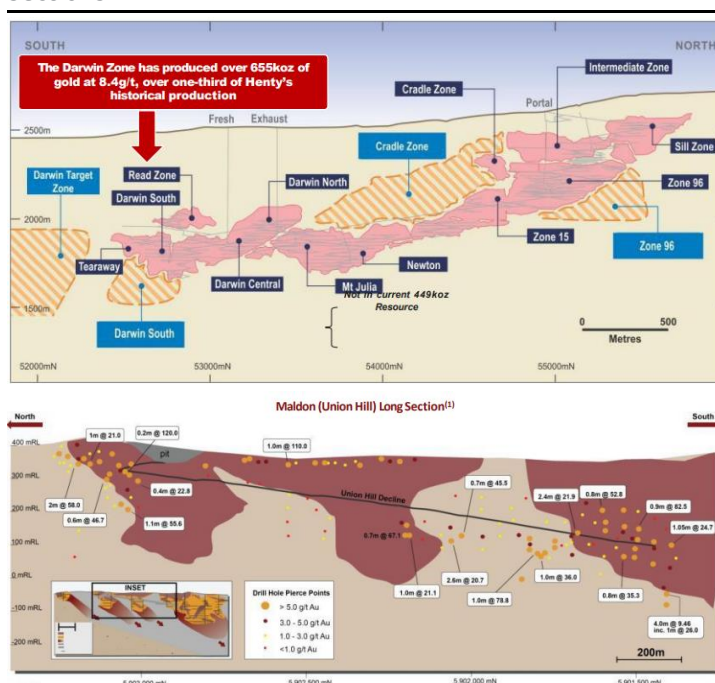 SOUTH
NORTH
The Darwin Zone has produced over 655koz of
gold at 8.4g/t, over one-third of Henty's
historical production
Intermediate Zone
Cradle Zone
Portal
Fresh
Exhaust
2500m
Cradle Zone
Sill Zone
Darwin Target
Zone
Read Zone
Darwin South
Darwin North
Zone 96
2000m
Zone 15
Zone 96
Tearaway
Newton
Darwin Central
Mt Julia
Not in current 449koz
Resource
1500m
Darwin South
0
500
Metres
52000mN
53000mN
54000mN
55000mN
Maldon (Union Hill) Long Section(1)
North
South
400 mRL
1m @ 21.0
0.2m @ 120.0
1.0m @ 110.0
pit
300 mRL
0.4m @ 22.8
0.7m @ 45.5
2.4m @ 21.9
0.8m @ 52.8
2m @ 58.0
Union Hill Decline
0.9m @ 82.5
200 mRL
0.6m @ 46.7
1.1m @ 55.6
0.7m @ 67.1
1.05m @ 24.7
100 mRL
0 mRL
1.0m @ 21.1
2.6m @ 20.7
1.0m @ 78.8
1.0m @ 36.0
0.8m @ 35.3
INSET
Drill Hole Pierce Points
> 5.0 g/t Au
3.0 - 5.0 g/t Au
1.0 - 3.0 g/t Au
<1.0 g/t Au
-100 mRL
4.0m @ 9.46
inc. 1m @ 26.0
-200 mRL
200m